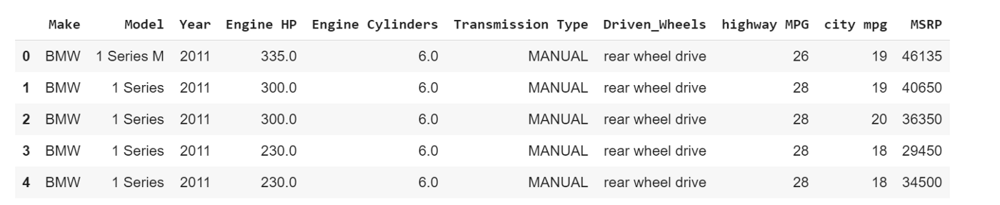 Make Model Year Engine HP Engine Cylinders Transmission Type Driven_Wheels highway MPG city mpg MSRP
0 BMW 1 Series M 2011 335.0 6.0 MANUAL rear wheel drive 26 19 46135
1 BMW 1 Series 2011 300.0 6.0 MANUAL rear wheel drive 28 19 40650
2 BMW 1 Series 2011 300.0 6.0 MANUAL rear wheel drive 28 20 36350
3 BMW 1 Series 2011 230.0 6.0 MANUAL rear wheel drive 28 18 29450
4 BMW 1 Series 2011 230.0 6.0 MANUAL rear wheel drive 28 18 34500